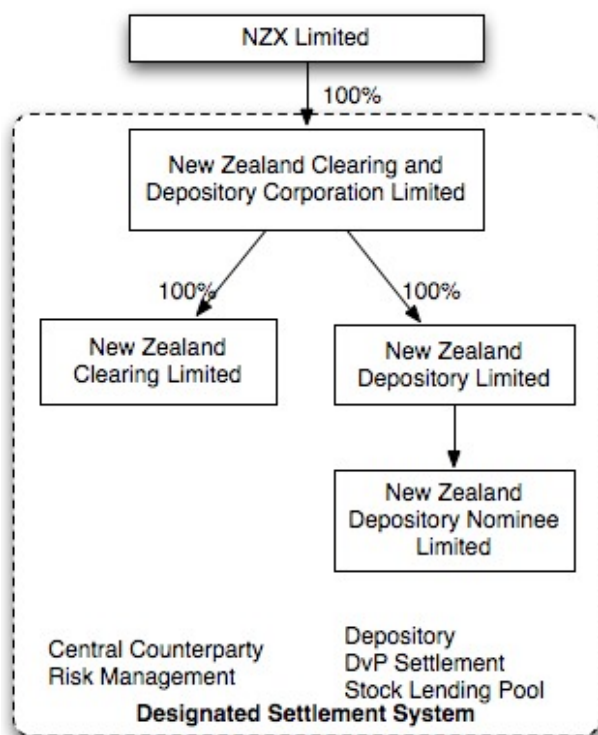 NZX Limited
100%
New Zealand Clearing and
Depository Corporation Limited
100%
100%
New Zealand
Clearing Limited
New Zealand
Depository Limited
New Zealand
Depository Nominee
Limited
Central Counterparty
Risk Management
Depository
DvP Settlement
Stock Lending Pool
Designated Settlement System